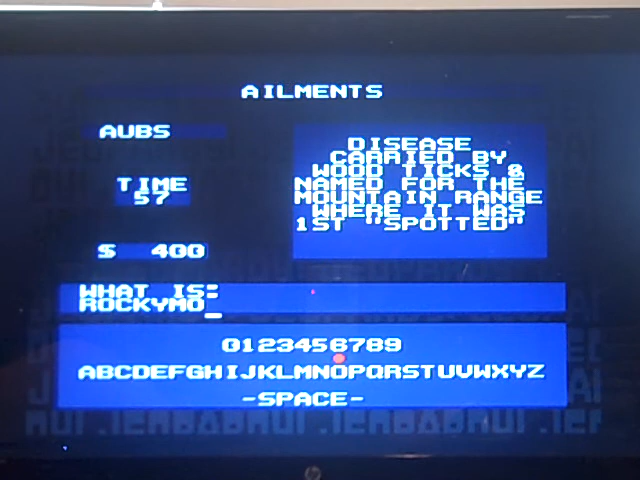 AILMENTS
AUBS
TIME
57
$ 400
DISEASE
CARRIED BY
WOOD TICKS &
NAMED FOR THE
MOUNTAIN RANGE
WHERE IT WAS
1ST "SPOTTED"
WHAT IS:
ROCKYMO_
0123456789
ABCDEFGHIJKLMNOPQRSTUVWXYZ
-SPACE-
hp